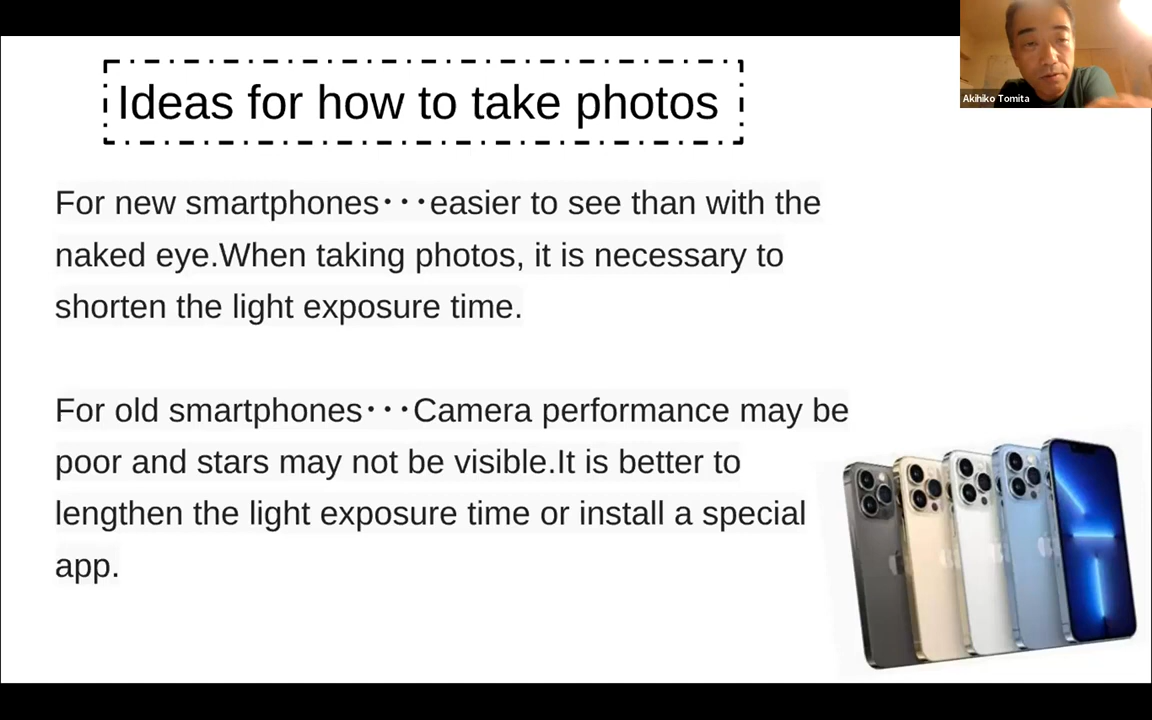 Ideas for how to take photos
Akihiko Tomita
For new smartphones･･･easier to see than with the
naked eye.When taking photos, it is necessary to
shorten the light exposure time.
For old smartphones･･･Camera performance may be
poor and stars may not be visible.It is better to
lengthen the light exposure time or install a special
app.